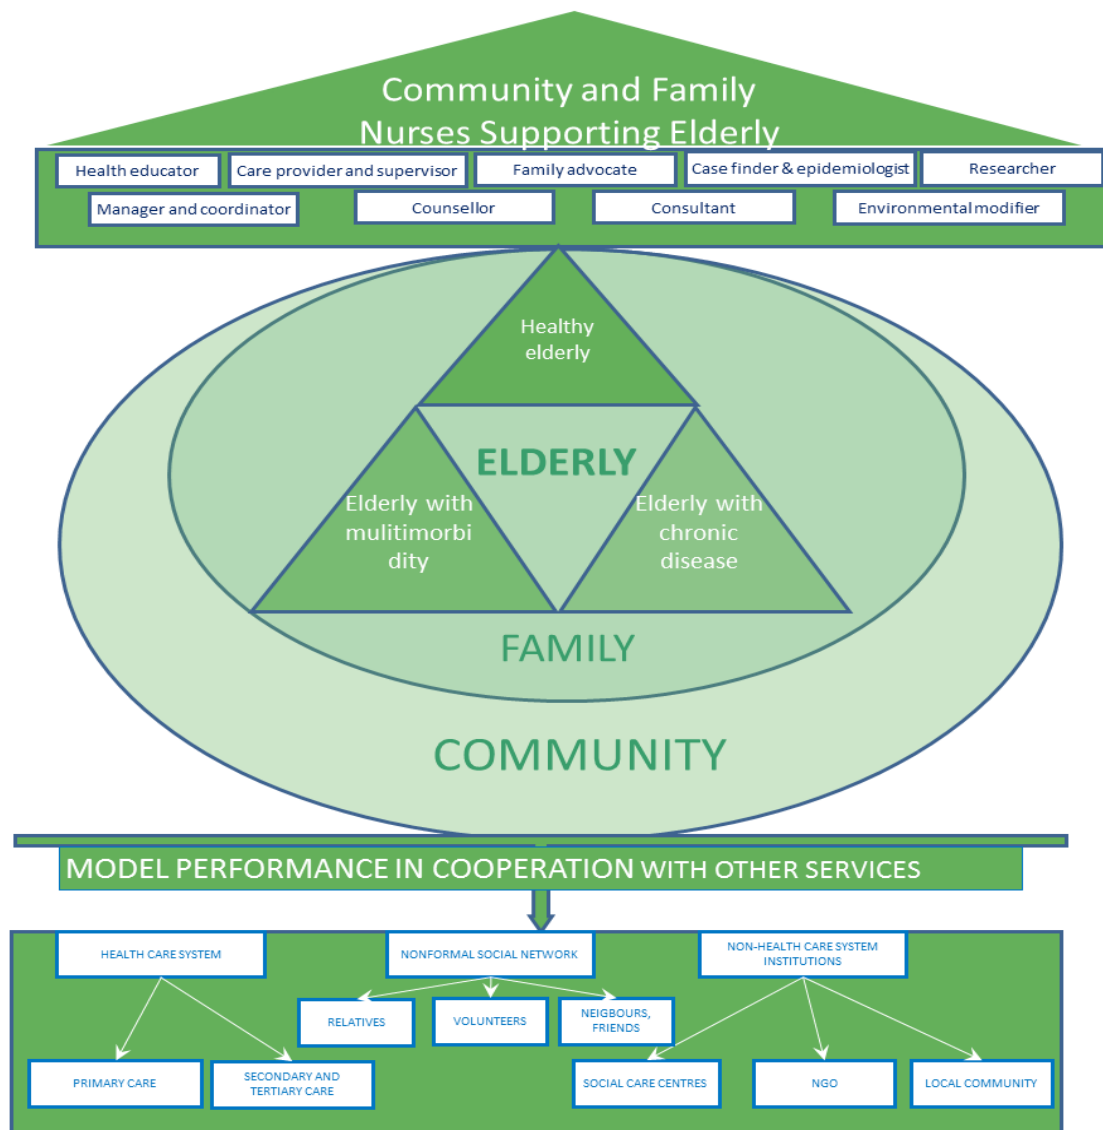 Community and Family
Nurses Supporting Elderly
Health educator
Care provider and supervisor
Family advocate
Case finder & epidemiologist
Researcher
Manager and coordinator
Counsellor
Consultant
Environmental modifier
Healthy
elderly
ELDERLY
Elderly with
mulitimorbi
dity
Elderly with
chronic
disease
FAMILY
COMMUNITY
MODEL PERFORMANCE IN COOPERATION WITH OTHER SERVICES
HEALTH CARE SYSTEM
NONFORMAL SOCIAL NETWORK
NON-HEALTH CARE SYSTEM
INSTITUTIONS
RELATIVES
VOLUNTEERS
NEIGBOURS,
FRIENDS
PRIMARY CARE
SECONDARY AND
TERTIARY CARE
SOCIAL CARE CENTRES
NGO
LOCAL COMMUNITY